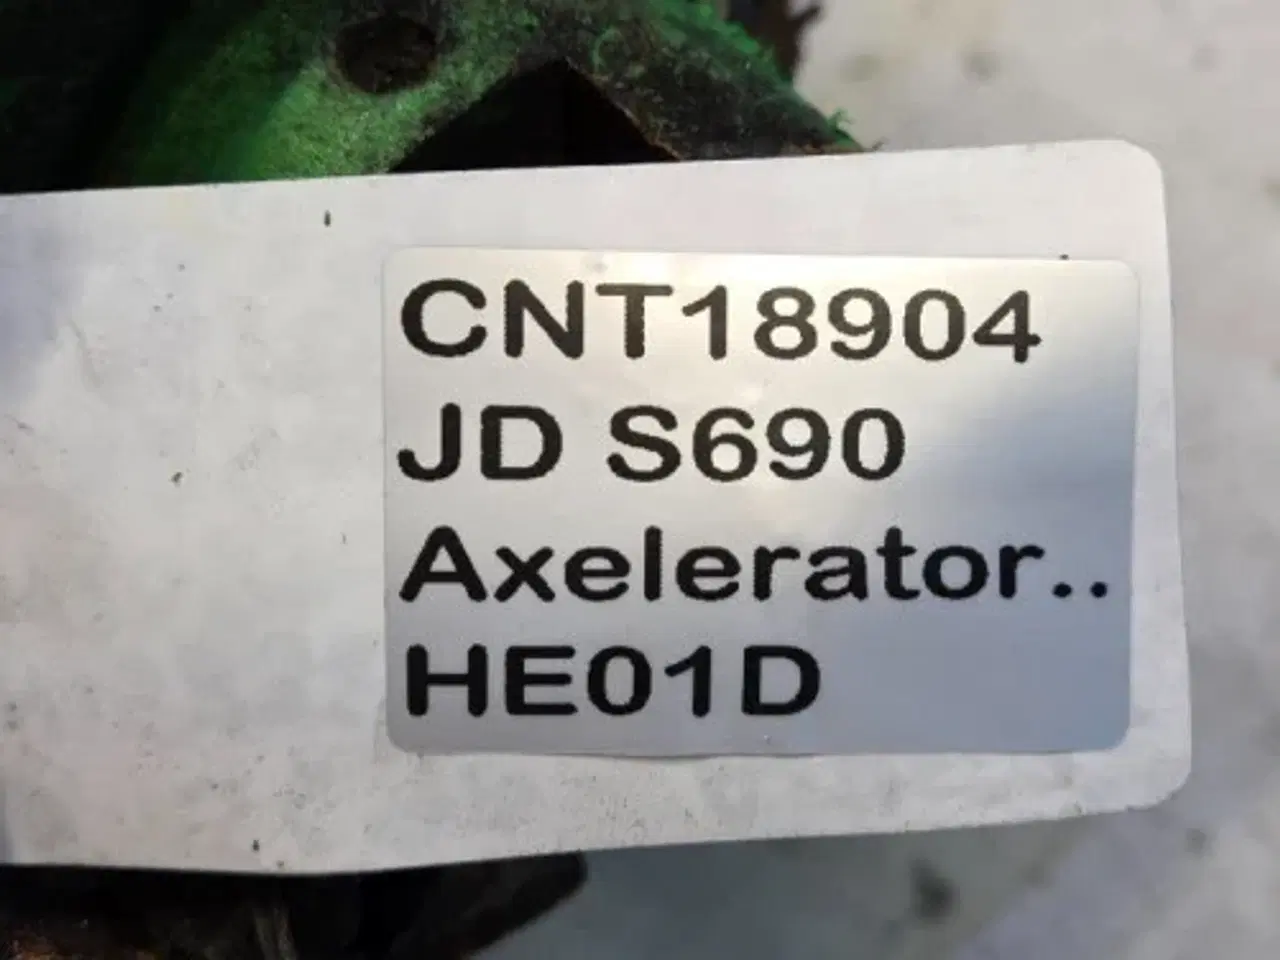 CNT18904
JD S690
Axelerator..
HE01D